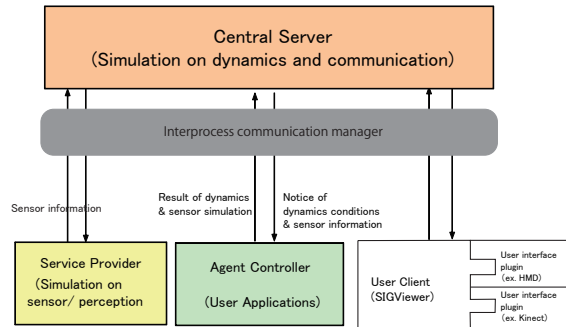 Central Server
(Simulation on dynamics and communication)
Interprocess communication manager
Sensor information
Result of dynamics
& sensor simulation
Notice of
dynamics conditions
& sensor information
Service Provider
(Simulation on
sensor/ perception
Agent Controller
(User Applications)
User Client
(SIGViewer)
User interface
plugin
(ex. HMD)
User interface
plugin
(ex. Kinect)